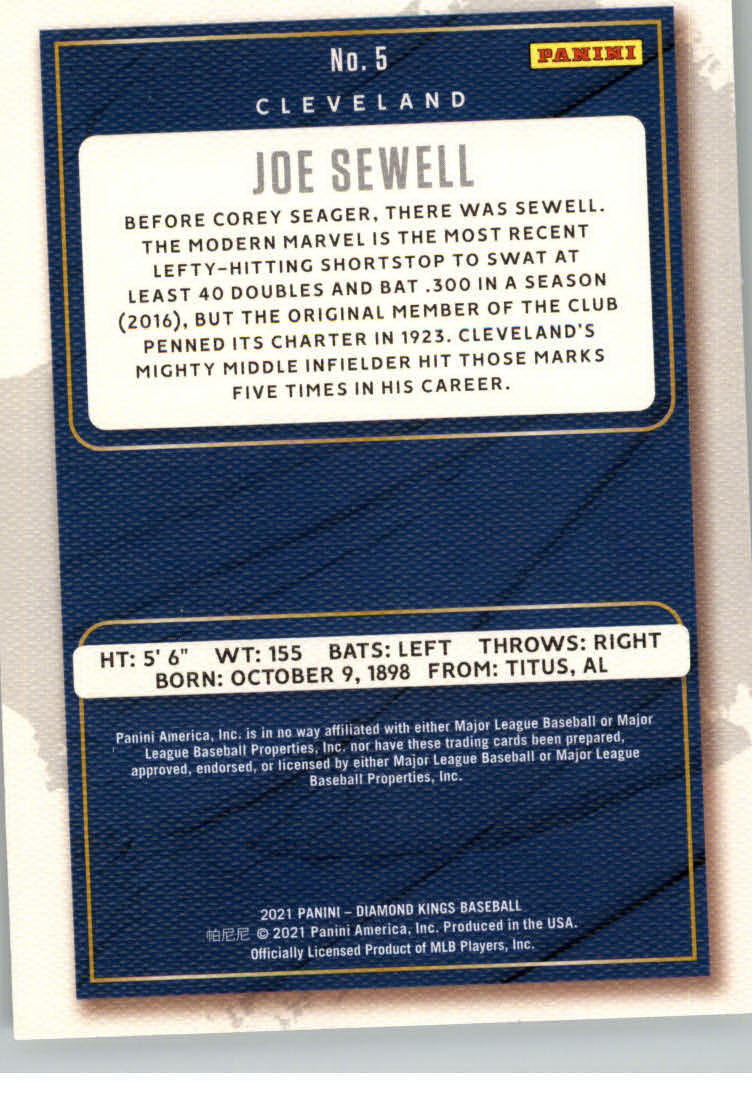 No. 5
PANINI
CLEVELAND
JOE SEWELL
BEFORE COREY SEAGER, THERE WAS SEWELL.
THE MODERN MARVEL IS THE MOST RECENT
LEFTY-HITTING SHORTSTOP TO SWAT AT
LEAST 40 DOUBLES AND BAT .300 IN A SEASON
(2016), BUT THE ORIGINAL MEMBER OF THE CLUB
PENNED ITS CHARTER IN 1923. CLEVELAND'S
MIGHTY MIDDLE INFIELDER HIT THOSE MARKS
FIVE TIMES IN HIS CAREER.
HT: 5' 6" WT: 155 BATS: LEFT THROWS: RIGHT
BORN: OCTOBER 9, 1898 FROM: TITUS, AL
Panini America, Inc. is in no way affiliated with either Major League Baseball or Major
League Baseball Properties, Inc. nor have these trading cards been prepared,
approved, endorsed, or licensed by either Major League Baseball or Major League
Baseball Properties, Inc.
2021 PANINI – DIAMOND KINGS BASEBALL
帕尼尼 © 2021 Panini America, Inc. Produced in the USA.
Officially Licensed Product of MLB Players, Inc.